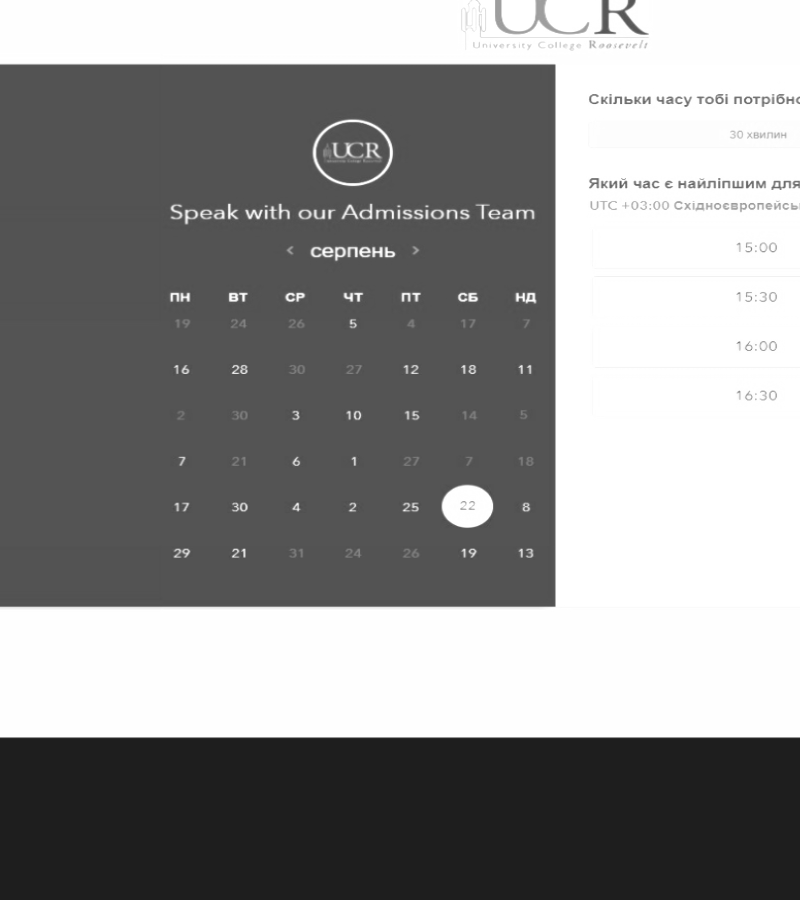 UCR
University College Roosevelt
UCR
Speak with our Admissions Team
< серпень >
ПН ВТ СР ЧТ ПТ СБ НД
19 24 26 5 4 17 7
16 28 30 27 12 18 11
2 30 3 10 15 14 5
7 21 6 1 27 7 18
17 30 4 2 25 22 8
29 21 31 24 26 19 13
Скільки часу тобі потрібно
30 хвилин
Який час є найліпшим для
UTC +03:00 Східноєвропейсь
15:00
15:30
16:00
16:30